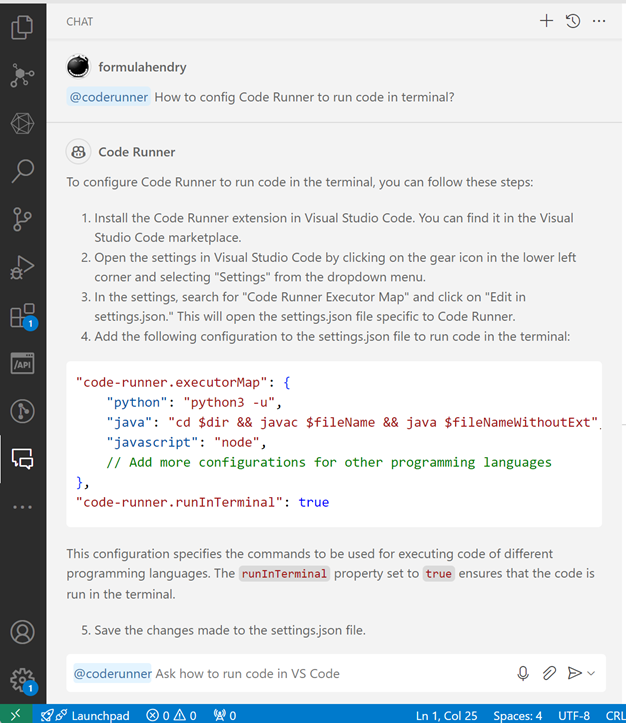 CHAT
formulahendry
@coderunner How to config Code Runner to run code in terminal?
Code Runner
To configure Code Runner to run code in the terminal, you can follow these steps:
1. Install the Code Runner extension in Visual Studio Code. You can find it in the Visual
Studio Code marketplace.
2. Open the settings in Visual Studio Code by clicking on the gear icon in the lower left
corner and selecting "Settings" from the dropdown menu.
3. In the settings, search for "Code Runner Executor Map" and click on "Edit in
settings.json." This will open the settings.json file specific to Code Runner.
4. Add the following configuration to the settings.json file to run code in the terminal:
"code-runner.executorMap": {
"python": "python3 -u",
"java": "cd $dir && javac $fileName && java $fileNameWithoutExt",
"javascript": "node",
// Add more configurations for other programming languages
},
"code-runner.runInTerminal": true
This configuration specifies the commands to be used for executing code of different
programming languages. The runInTerminal property set to true ensures that the code is
run in the terminal.
5. Save the changes made to the settings.json file.
@coderunner Ask how to run code in VS Code
1
/API
1
Launchpad 0 0 0 Ln 1, Col 25 Spaces: 4 UTF-8 CRL